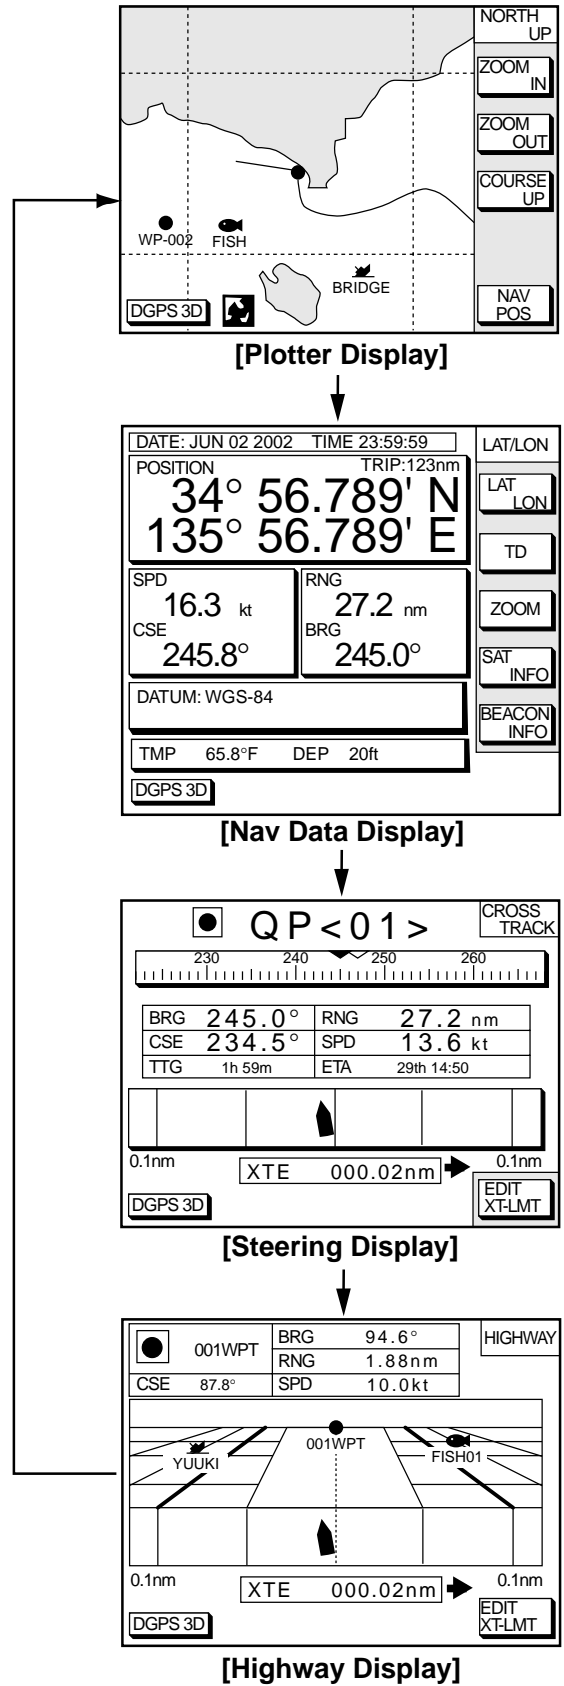 NORTH
UP
ZOOM
IN
ZOOM
OUT
COURSE
UP
WP-002
FISH
BRIDGE
NAV
POS
DGPS 3D
[Plotter Display]
DATE: JUN 02 2002 TIME 23:59:59
LAT/LON
POSITION TRIP:123nm
34° 56.789' N
135° 56.789' E
LAT
LON
TD
SPD
16.3 kt
CSE
245.8°
RNG
27.2 nm
BRG
245.0°
ZOOM
SAT
INFO
DATUM: WGS-84
BEACON
INFO
TMP 65.8°F DEP 20ft
DGPS 3D
[Nav Data Display]
QP<01>
CROSS
TRACK
230 240 250 260
BRG 245.0° RNG 27.2 nm
CSE 234.5° SPD 13.6 kt
TTG 1h 59m ETA 29th 14:50
0.1nm 0.1nm
XTE 000.02nm
DGPS 3D
EDIT
XT-LMT
[Steering Display]
001WPT
BRG 94.6°
HIGHWAY
RNG 1.88nm
CSE 87.8° SPD 10.0kt
YUUKI
001WPT
FISH01
0.1nm 0.1nm
XTE 000.02nm
DGPS 3D
EDIT
XT-LMT
[Highway Display]